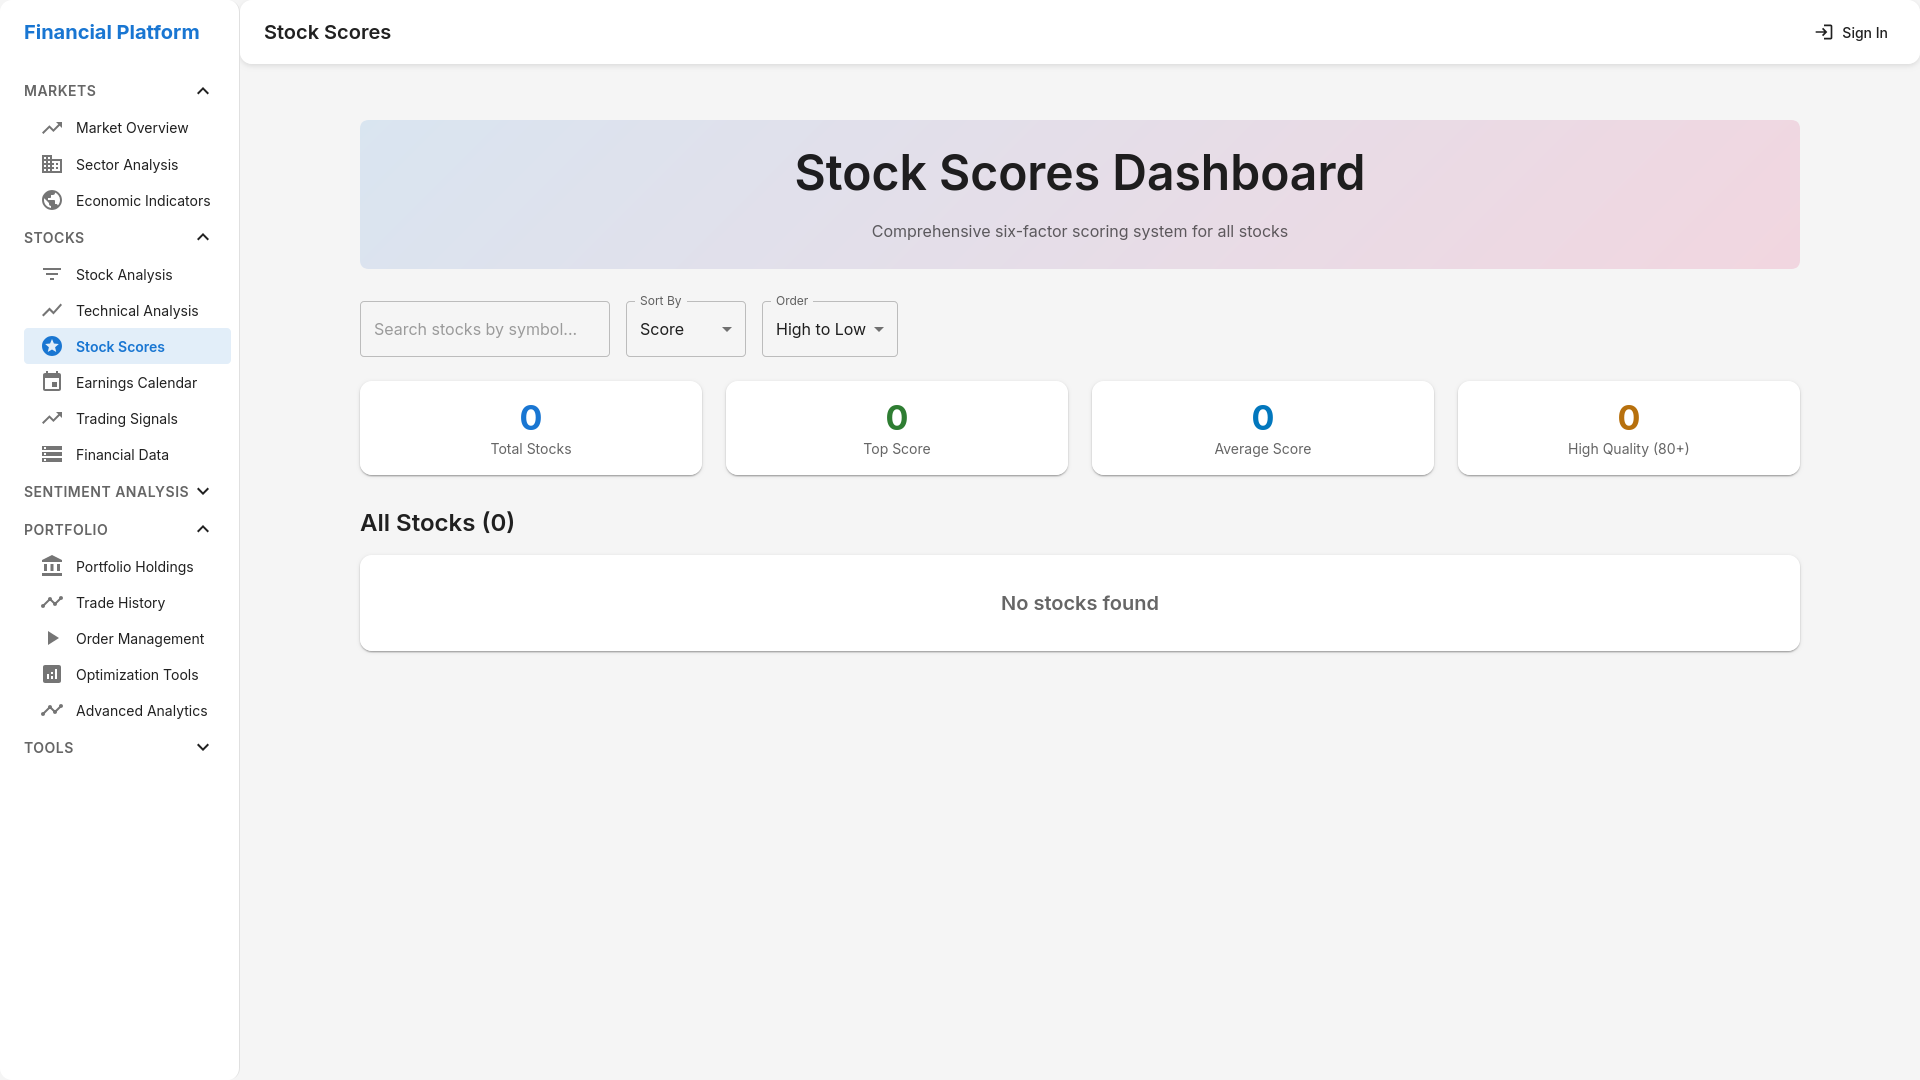 Financial Platform
MARKETS
Market Overview
Sector Analysis
Economic Indicators
STOCKS
Stock Analysis
Technical Analysis
Stock Scores
Earnings Calendar
Trading Signals
Financial Data
SENTIMENT ANALYSIS
PORTFOLIO
Portfolio Holdings
Trade History
Order Management
Optimization Tools
Advanced Analytics
TOOLS
Stock Scores
Sign In
Stock Scores Dashboard
Comprehensive six-factor scoring system for all stocks
Search stocks by symbol...
Sort By
Score
Order
High to Low
0
Total Stocks
0
Top Score
0
Average Score
0
High Quality (80+)
All Stocks (0)
No stocks found